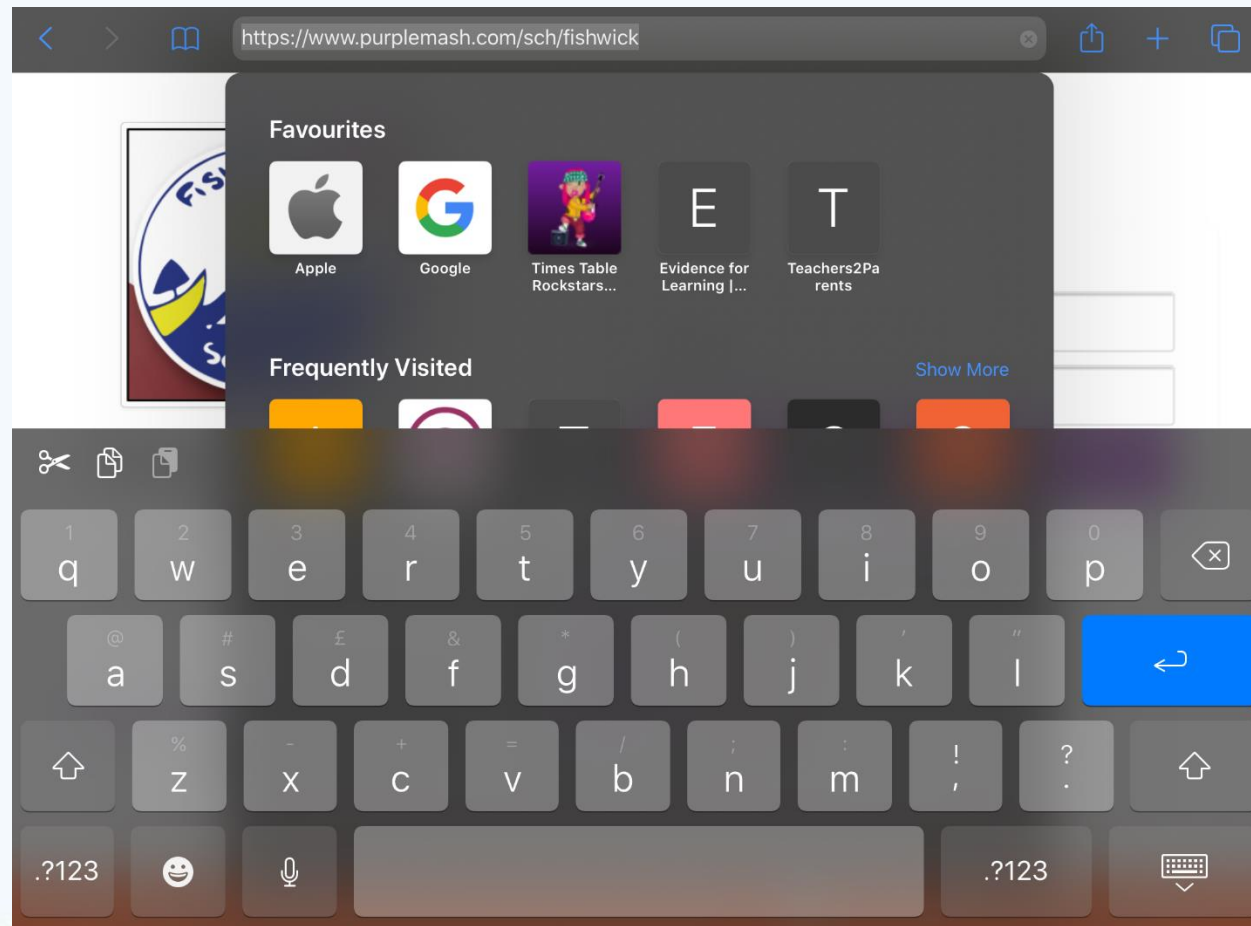 https://www.purplemash.com/sch/fishwick
Favourites
E T
Apple Google Times Table Evidence for Teachers2Pa
Rockstars... Learning |... rents
Frequently Visited Show More
1 2 3 4 5 6 7 8 9 0
q w e r t y u i o p
@ # £ & * ( ) ' "
a s d f g h j k l
% - + = / ; : ! ?
z x c v b n m , .
.?123 .?123